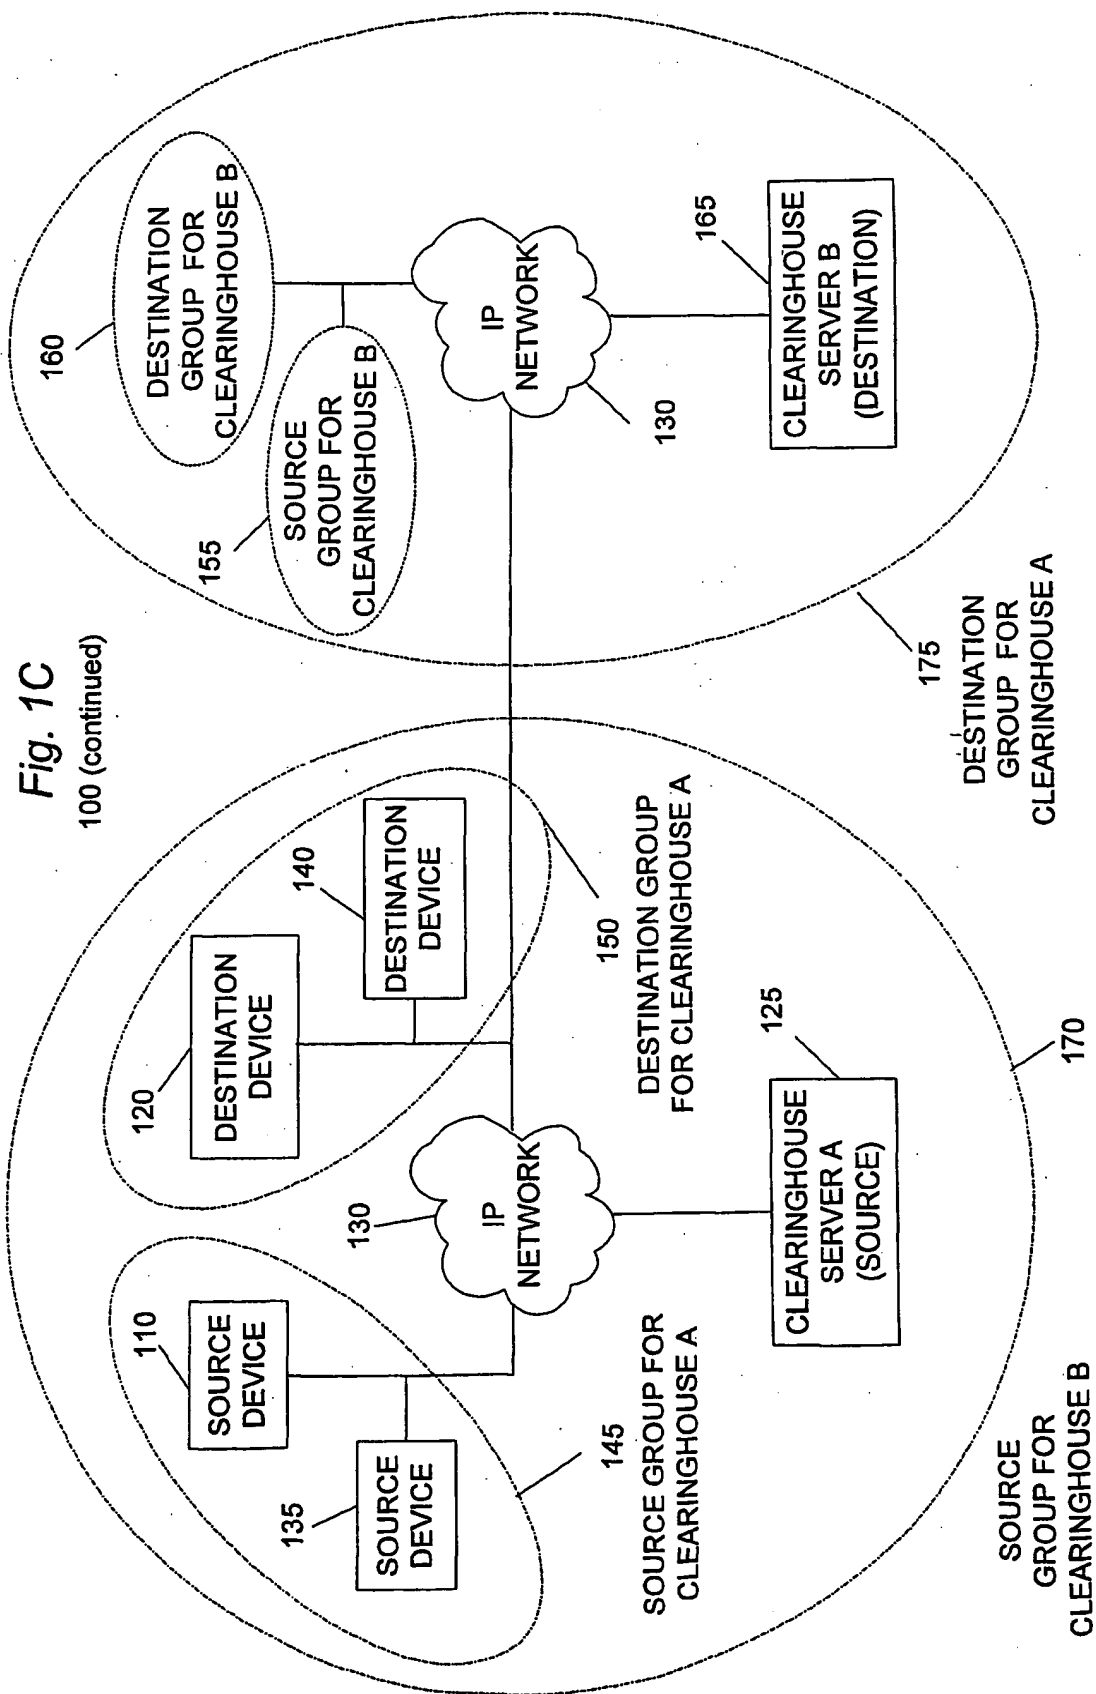 Fig. 1C
100 (continued)
110
SOURCE
DEVICE
135
SOURCE
DEVICE
145
SOURCE GROUP FOR
CLEARINGHOUSE A
120
DESTINATION
DEVICE
140
DESTINATION
DEVICE
150
DESTINATION GROUP
FOR CLEARINGHOUSE A
130
IP
NETWORK
125
CLEARINGHOUSE
SERVER A
(SOURCE)
170
SOURCE
GROUP FOR
CLEARINGHOUSE B
160
DESTINATION
GROUP FOR
CLEARINGHOUSE B
155
SOURCE
GROUP FOR
CLEARINGHOUSE B
IP
NETWORK
130
165
CLEARINGHOUSE
SERVER B
(DESTINATION)
175
DESTINATION
GROUP FOR
CLEARINGHOUSE A